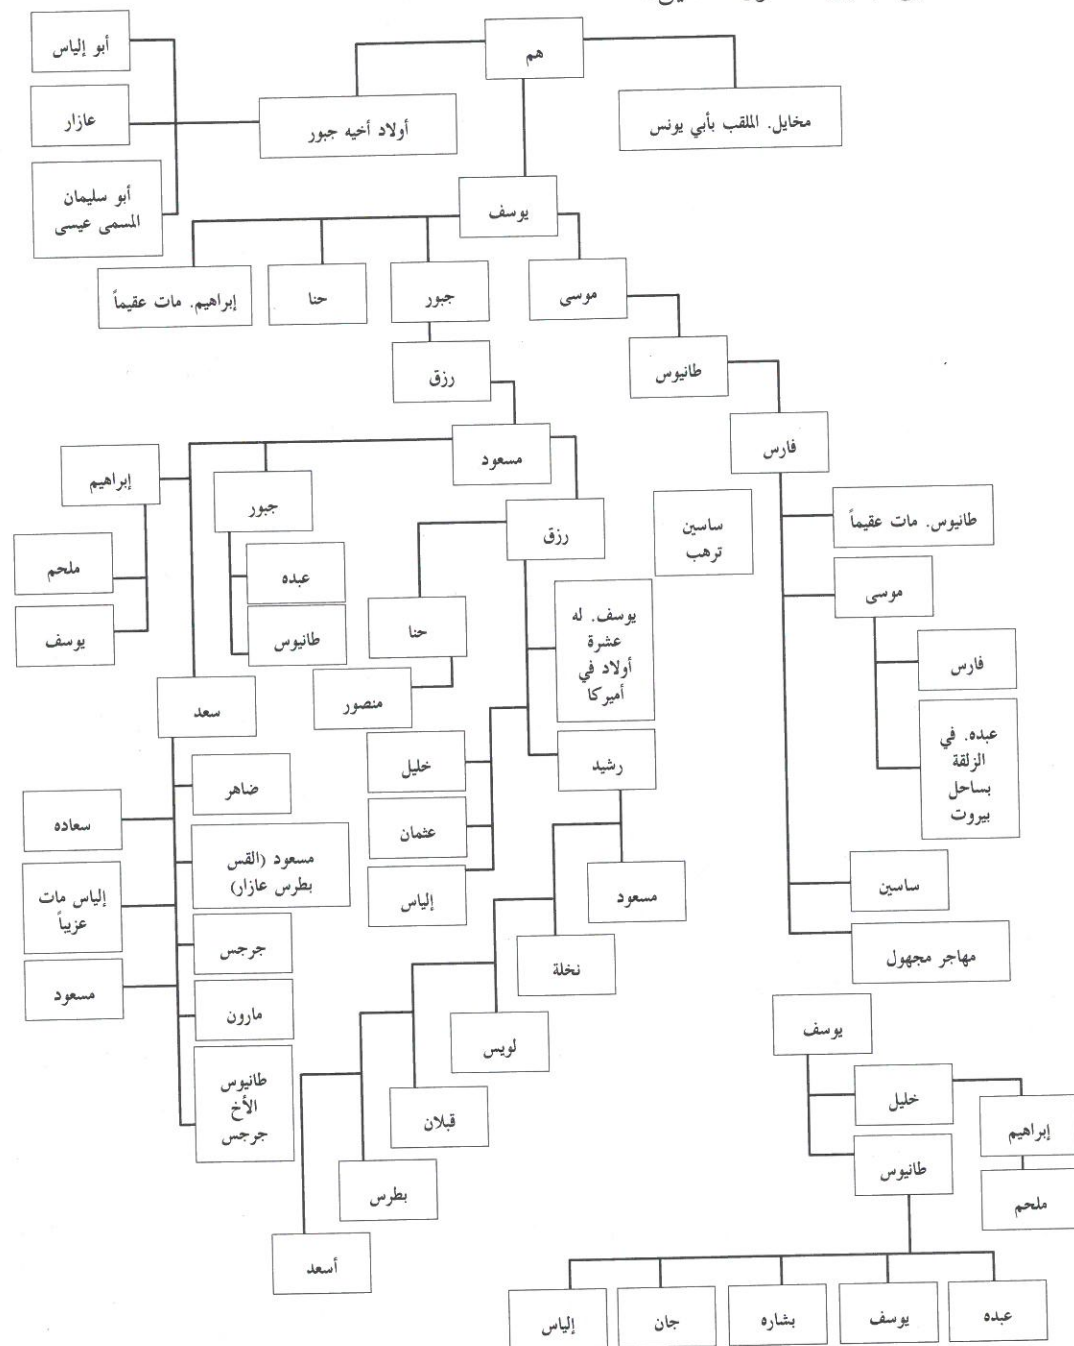 هم
مخايل. الملقب بأبي يونس
أولاد أخيه جبور
أبو إلياس
عازار
أبو سليمان
المسمى عيسى
يوسف
موسى
جبور
حنا
إبراهيم. مات عقيماً
طانيوس
رزق
فارس
مسعود
طانيوس. مات عقيماً
موسى
فارس
عبده. في
الزلقة
بساحل
بيروت
ساسين
مهاجر مجهول
ساسين
ترهب
رزق
جبور
إبراهيم
عبده
طانيوس
ملحم
يوسف
حنا
منصور
يوسف. له
عشرة
أولاد في
أميركا
رشيد
خليل
عثمان
إلياس
سعد
ضاهر
سعاده
مسعود (القس
بطرس عازار)
إلياس مات
عزيباً
جرجس
مسعود
مارون
طانيوس
الأخ
جرجس
مسعود
نخلة
لويس
قبلان
بطرس
أسعد
يوسف
خليل
إبراهيم
طانيوس
ملحم
عبده
يوسف
بشاره
جان
إلياس